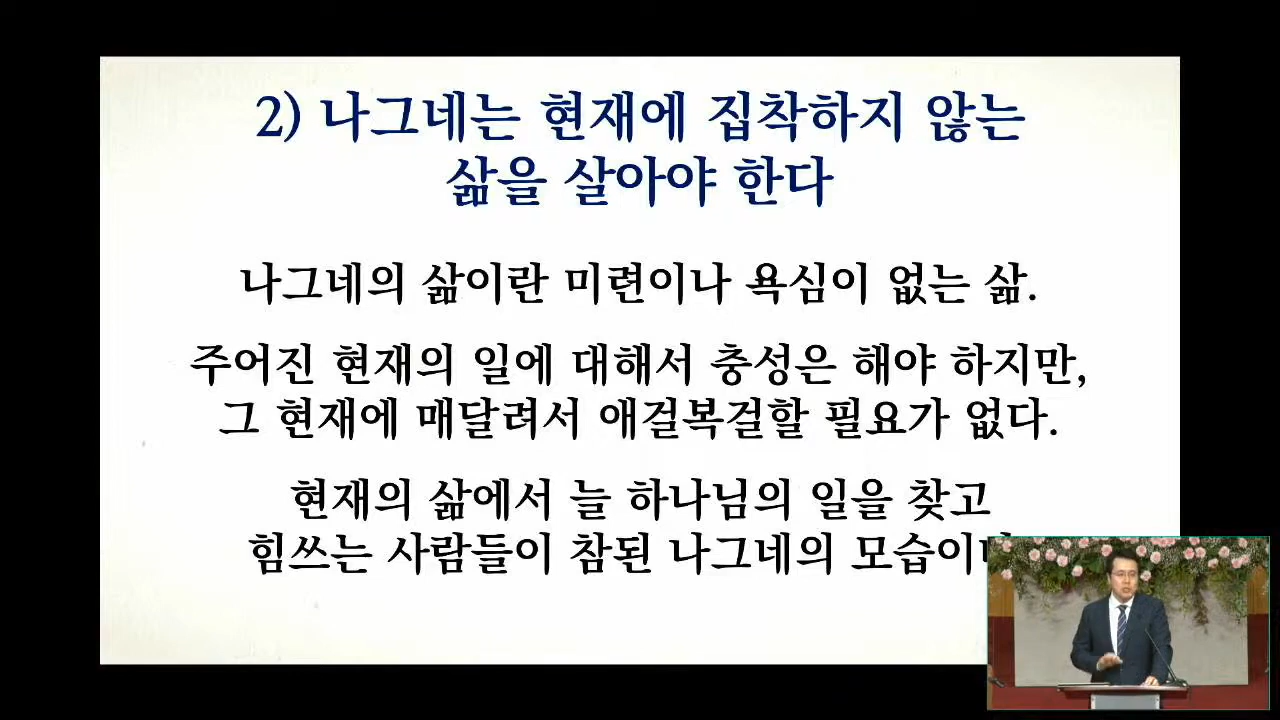 2) 나그네는 현재에 집착하지 않는
삶을 살아야 한다
나그네의 삶이란 미련이나 욕심이 없는 삶.
주어진 현재의 일에 대해서 충성은 해야 하지만,
그 현재에 매달려서 애걸복걸할 필요가 없다.
현재의 삶에서 늘 하나님의 일을 찾고
힘쓰는 사람들이 참된 나그네의